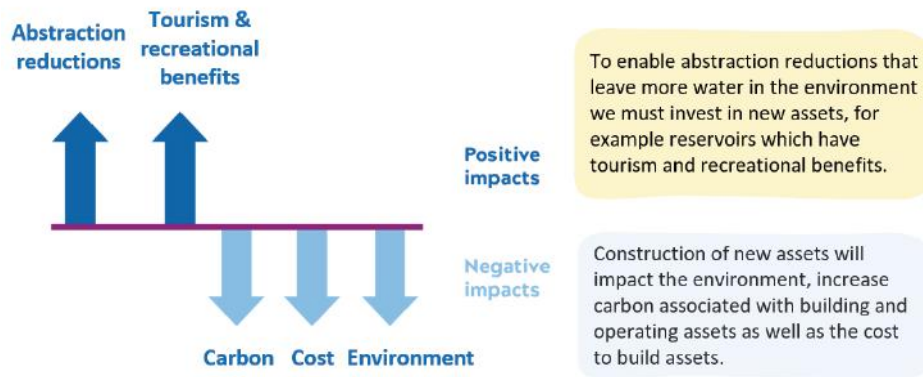 Abstraction
reductions
Tourism &
recreational
benefits
Positive
impacts
To enable abstraction reductions that
leave more water in the environment
we must invest in new assets, for
example reservoirs which have
tourism and recreational benefits.
Negative
impacts
Construction of new assets will
impact the environment, increase
carbon associated with building and
operating assets as well as the cost
to build assets.
Carbon
Cost
Environment